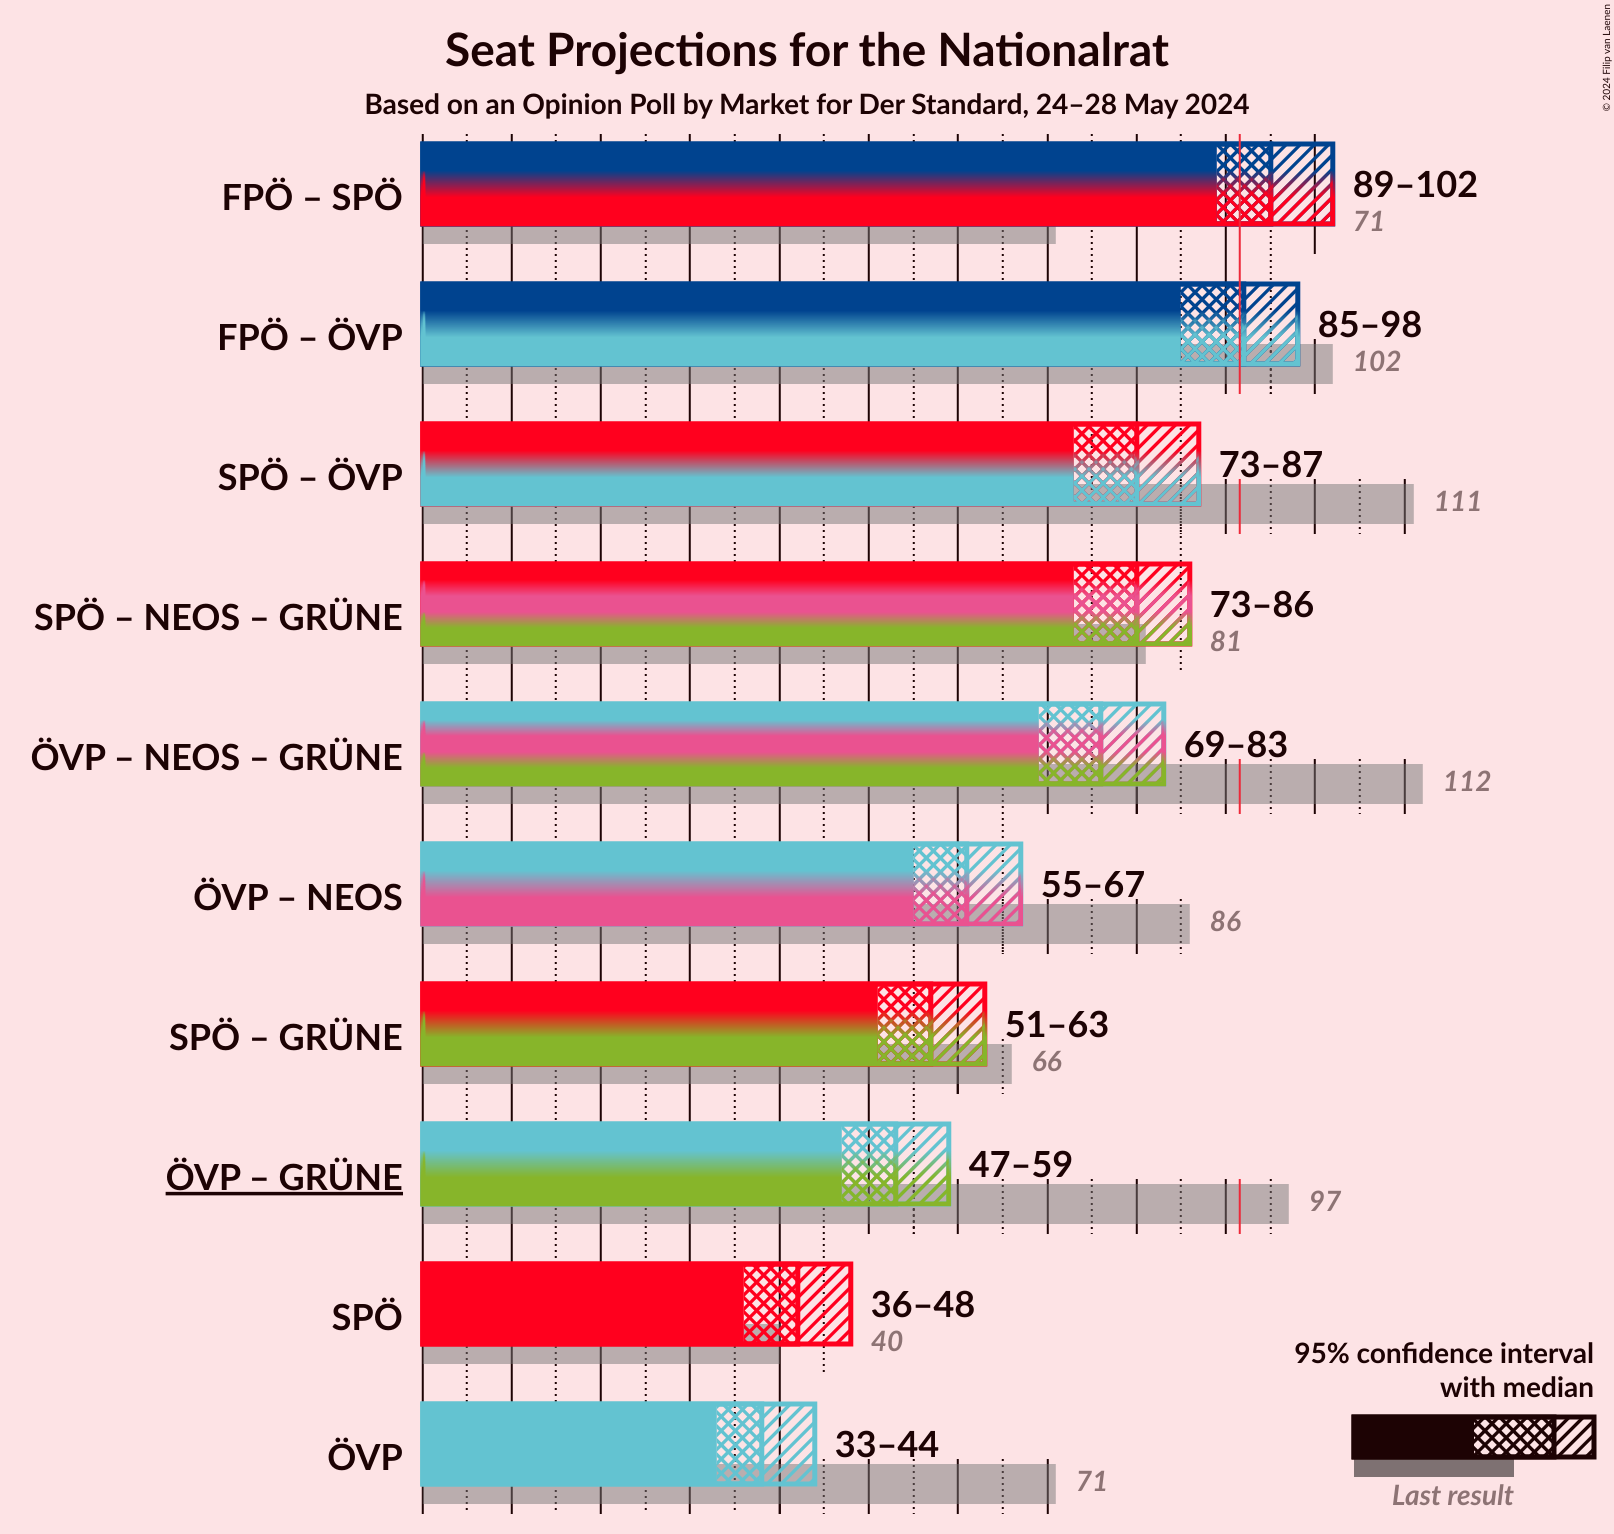 Seat Projections for the Nationalrat
Based on an Opinion Poll by Market for Der Standard, 24–28 May 2024
© 2024 Filip van Laenen
FPÖ – SPÖ
89–102
71
FPÖ – ÖVP
85–98
102
SPÖ – ÖVP
73–87
111
SPÖ – NEOS – GRÜNE
73–86
81
ÖVP – NEOS – GRÜNE
69–83
112
ÖVP – NEOS
55–67
86
SPÖ – GRÜNE
51–63
66
ÖVP – GRÜNE
47–59
97
SPÖ
36–48
40
ÖVP
33–44
71
95% confidence interval
with median
Last result